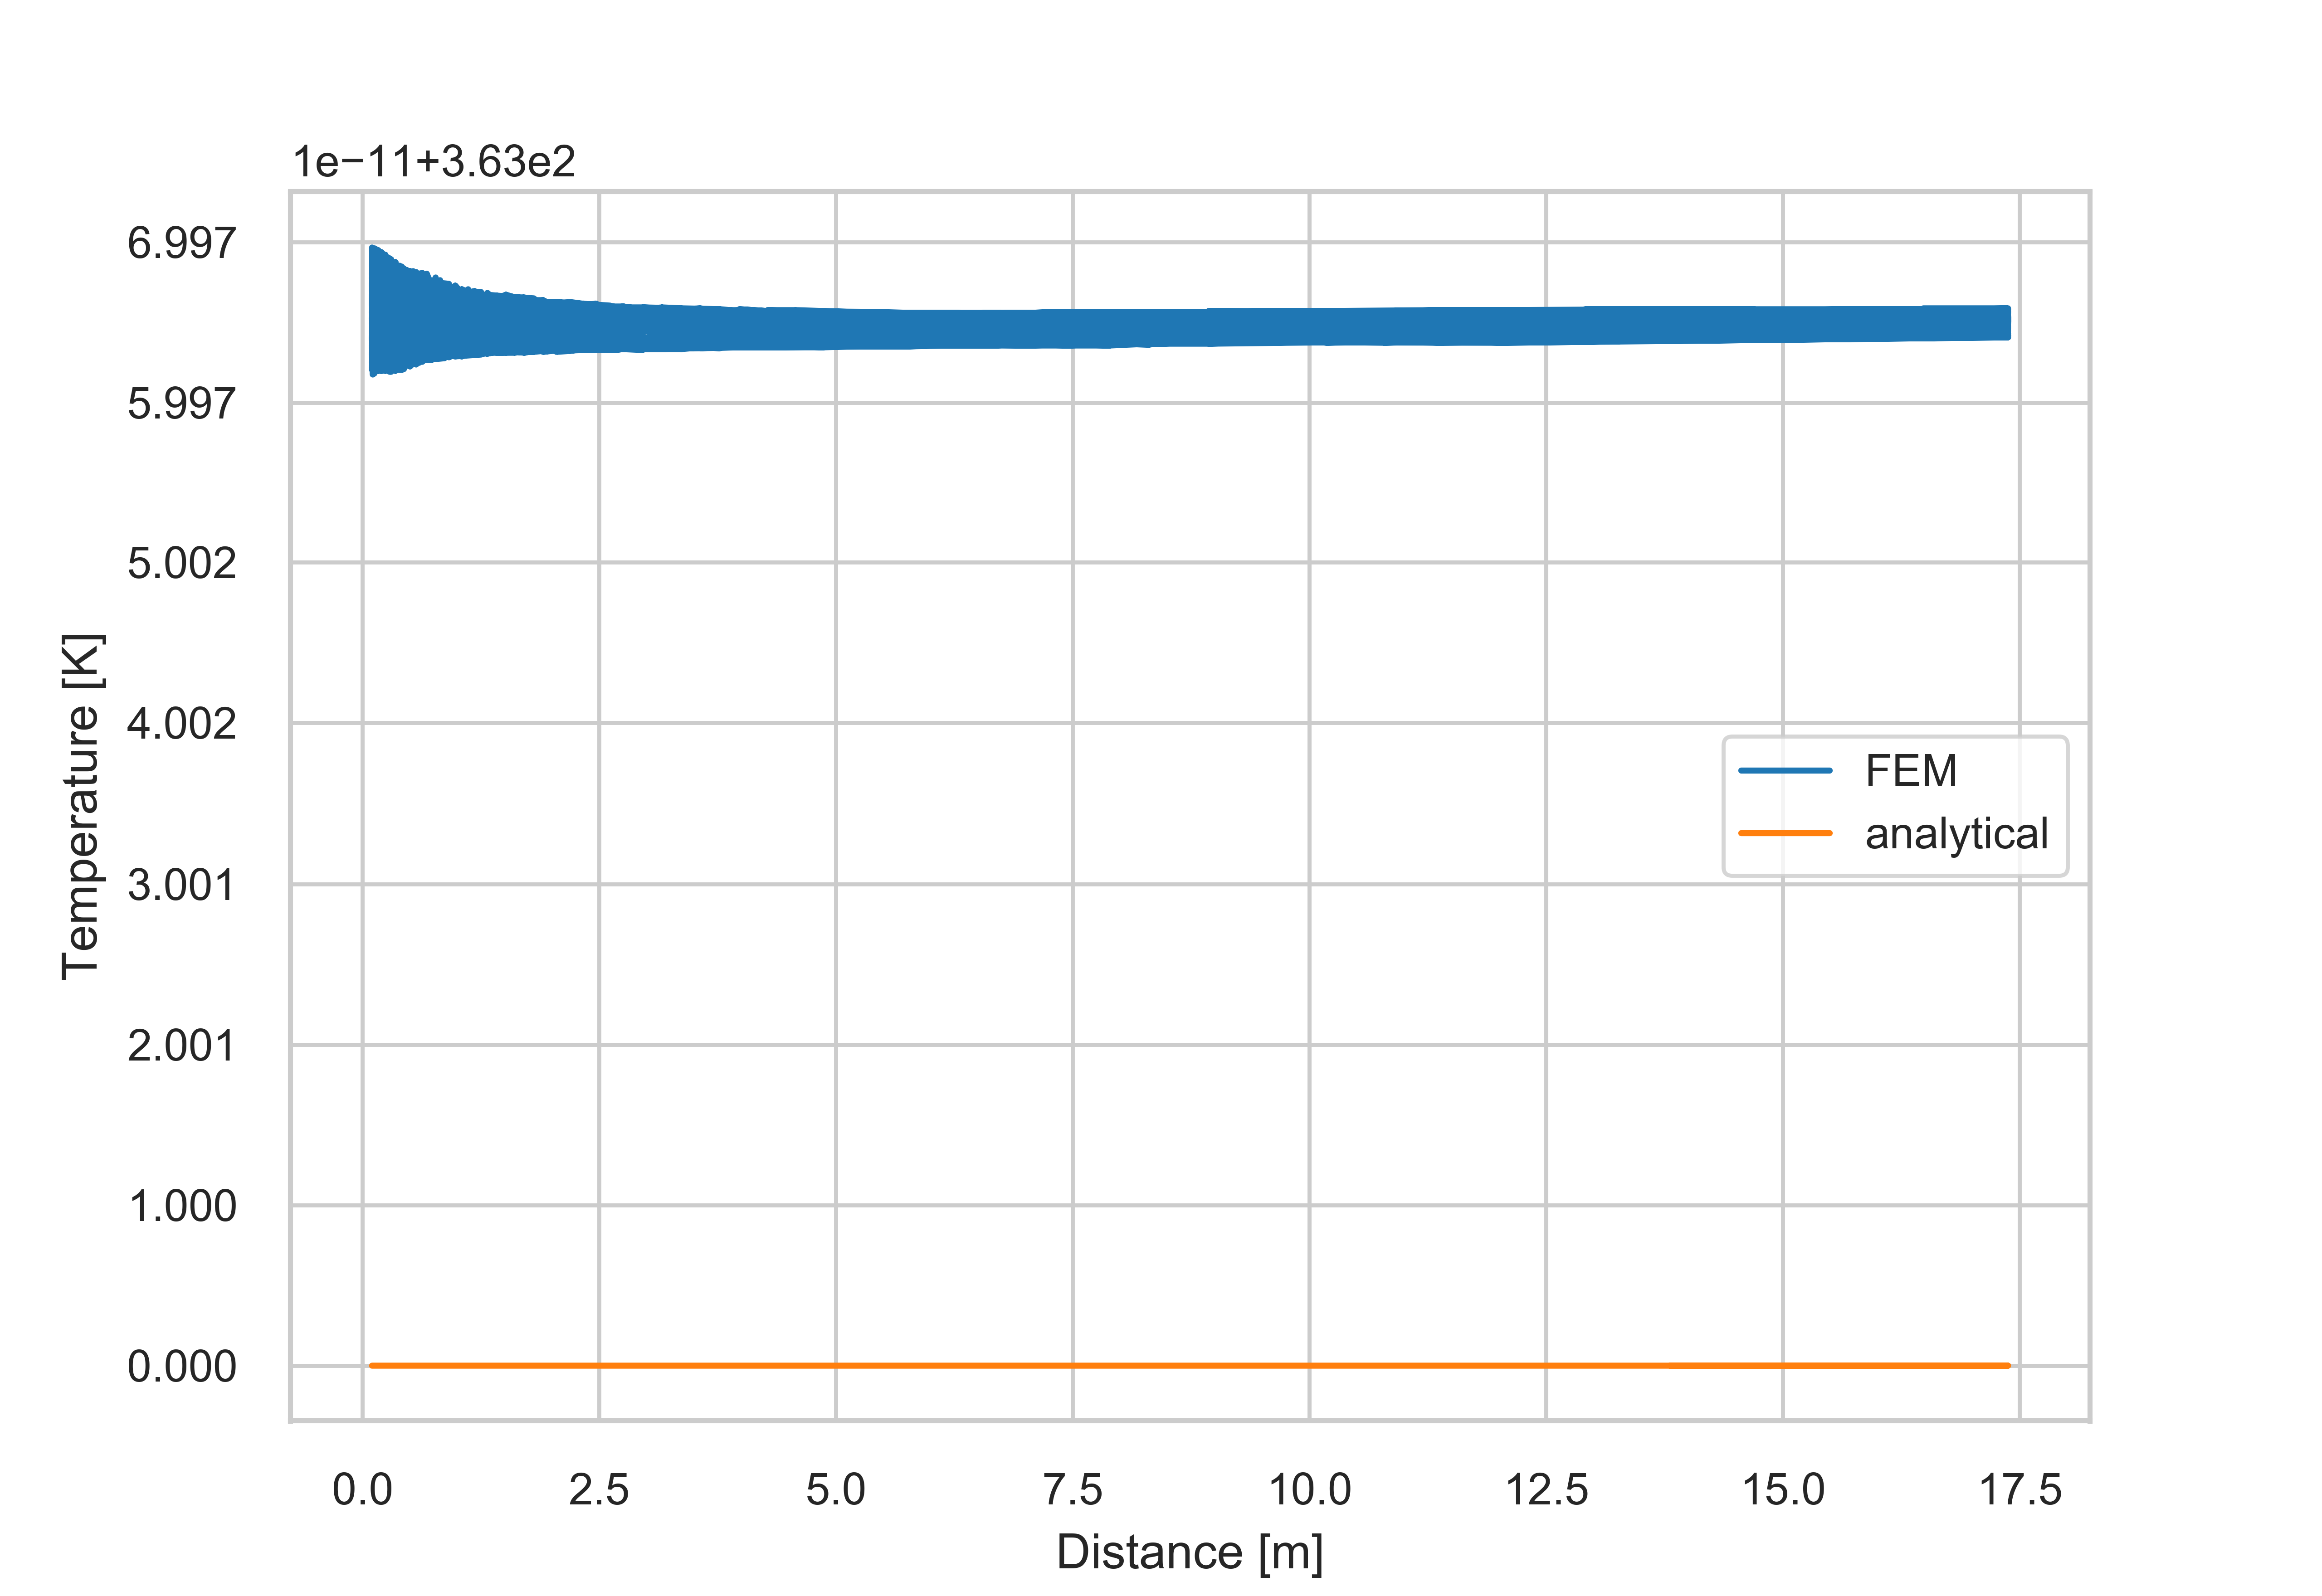 1e−11+3.63e2
6.997
5.997
5.002
4.002
3.001
2.001
1.000
0.000
Temperature [K]
FEM
analytical
0.0 2.5 5.0 7.5 10.0 12.5 15.0 17.5
Distance [m]